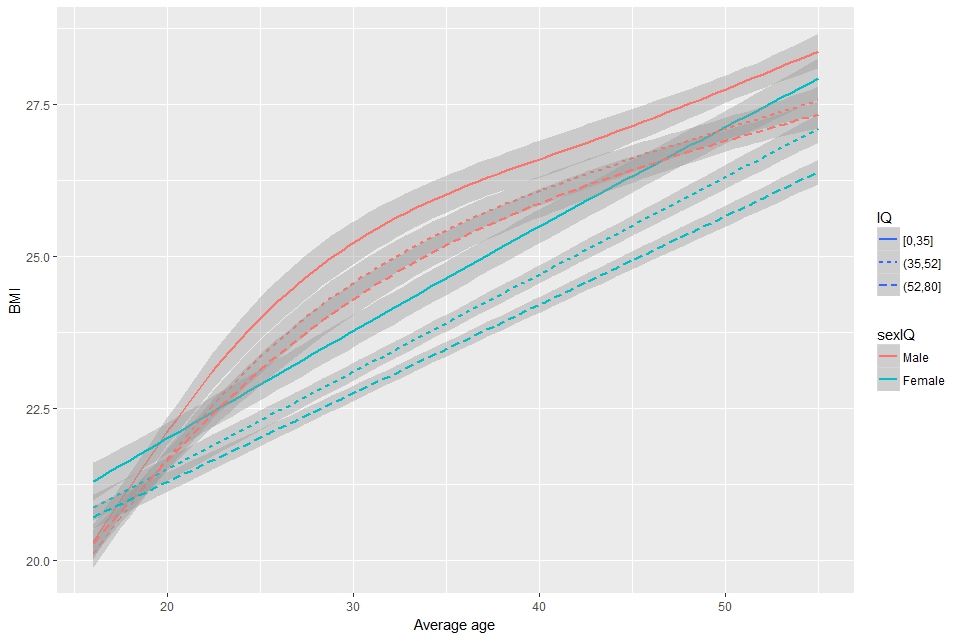 27.5
25.0
22.5
20.0
BMI
20 30 40 50
Average age
IQ
[0,35]
(35,52]
(52,80]
sexIQ
Male
Female